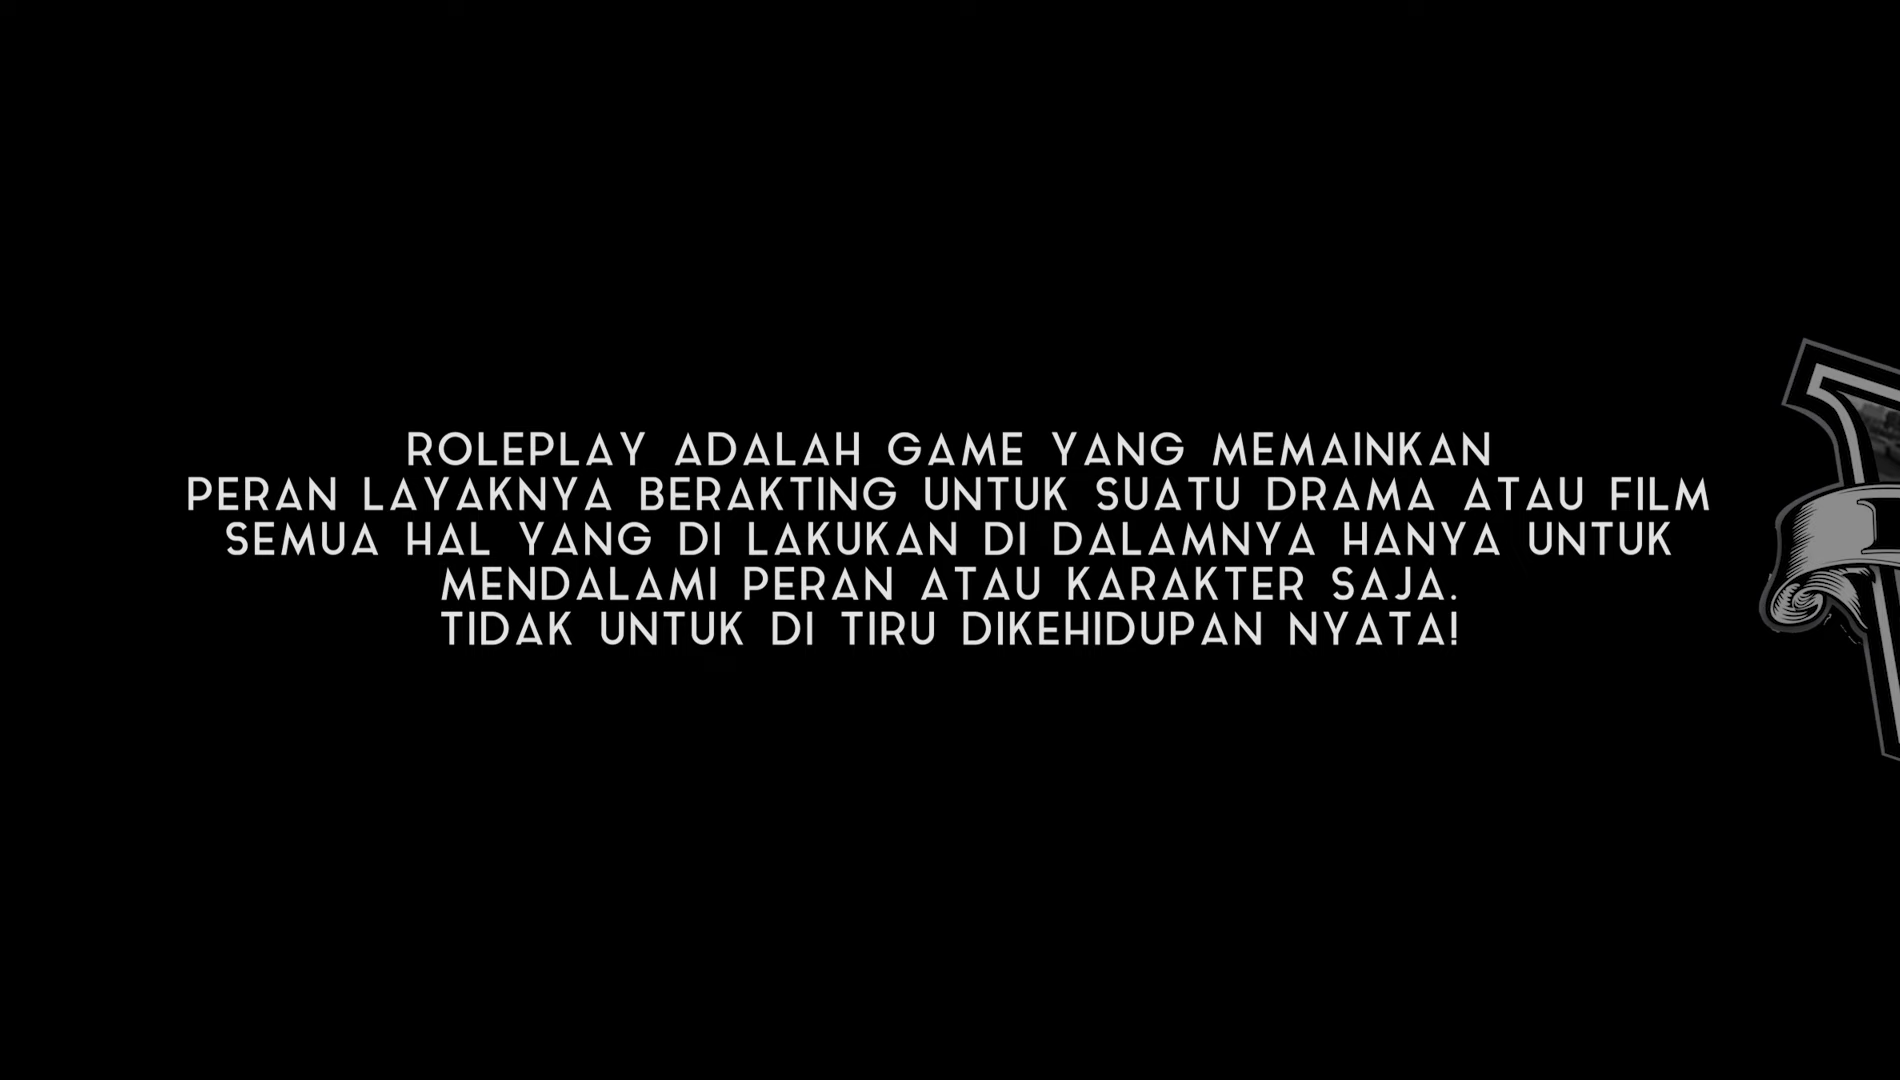 ROLEPLAY ADALAH GAME YANG MEMAINKAN
PERAN LAYAKNYA BERAKTING UNTUK SUATU DRAMA ATAU FILM
SEMUA HAL YANG DI LAKUKAN DI DALAMNYA HANYA UNTUK
MENDALAMI PERAN ATAU KARAKTER SAJA.
TIDAK UNTUK DI TIRU DIKEHIDUPAN NYATA!